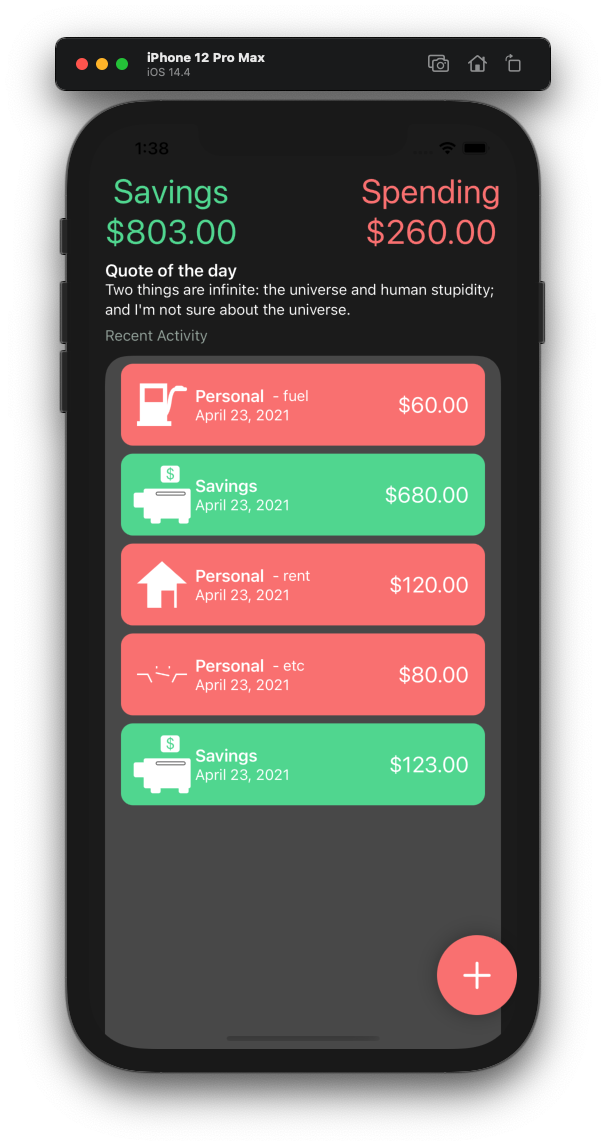 iPhone 12 Pro Max
iOS 14.4
1:38
Savings Spending
$803.00 $260.00
Quote of the day
Two things are infinite: the universe and human stupidity;
and I'm not sure about the universe.
Recent Activity
Personal - fuel
April 23, 2021
$60.00
$
Savings
April 23, 2021
$680.00
Personal - rent
April 23, 2021
$120.00
Personal - etc
April 23, 2021
$80.00
$
Savings
April 23, 2021
$123.00
+